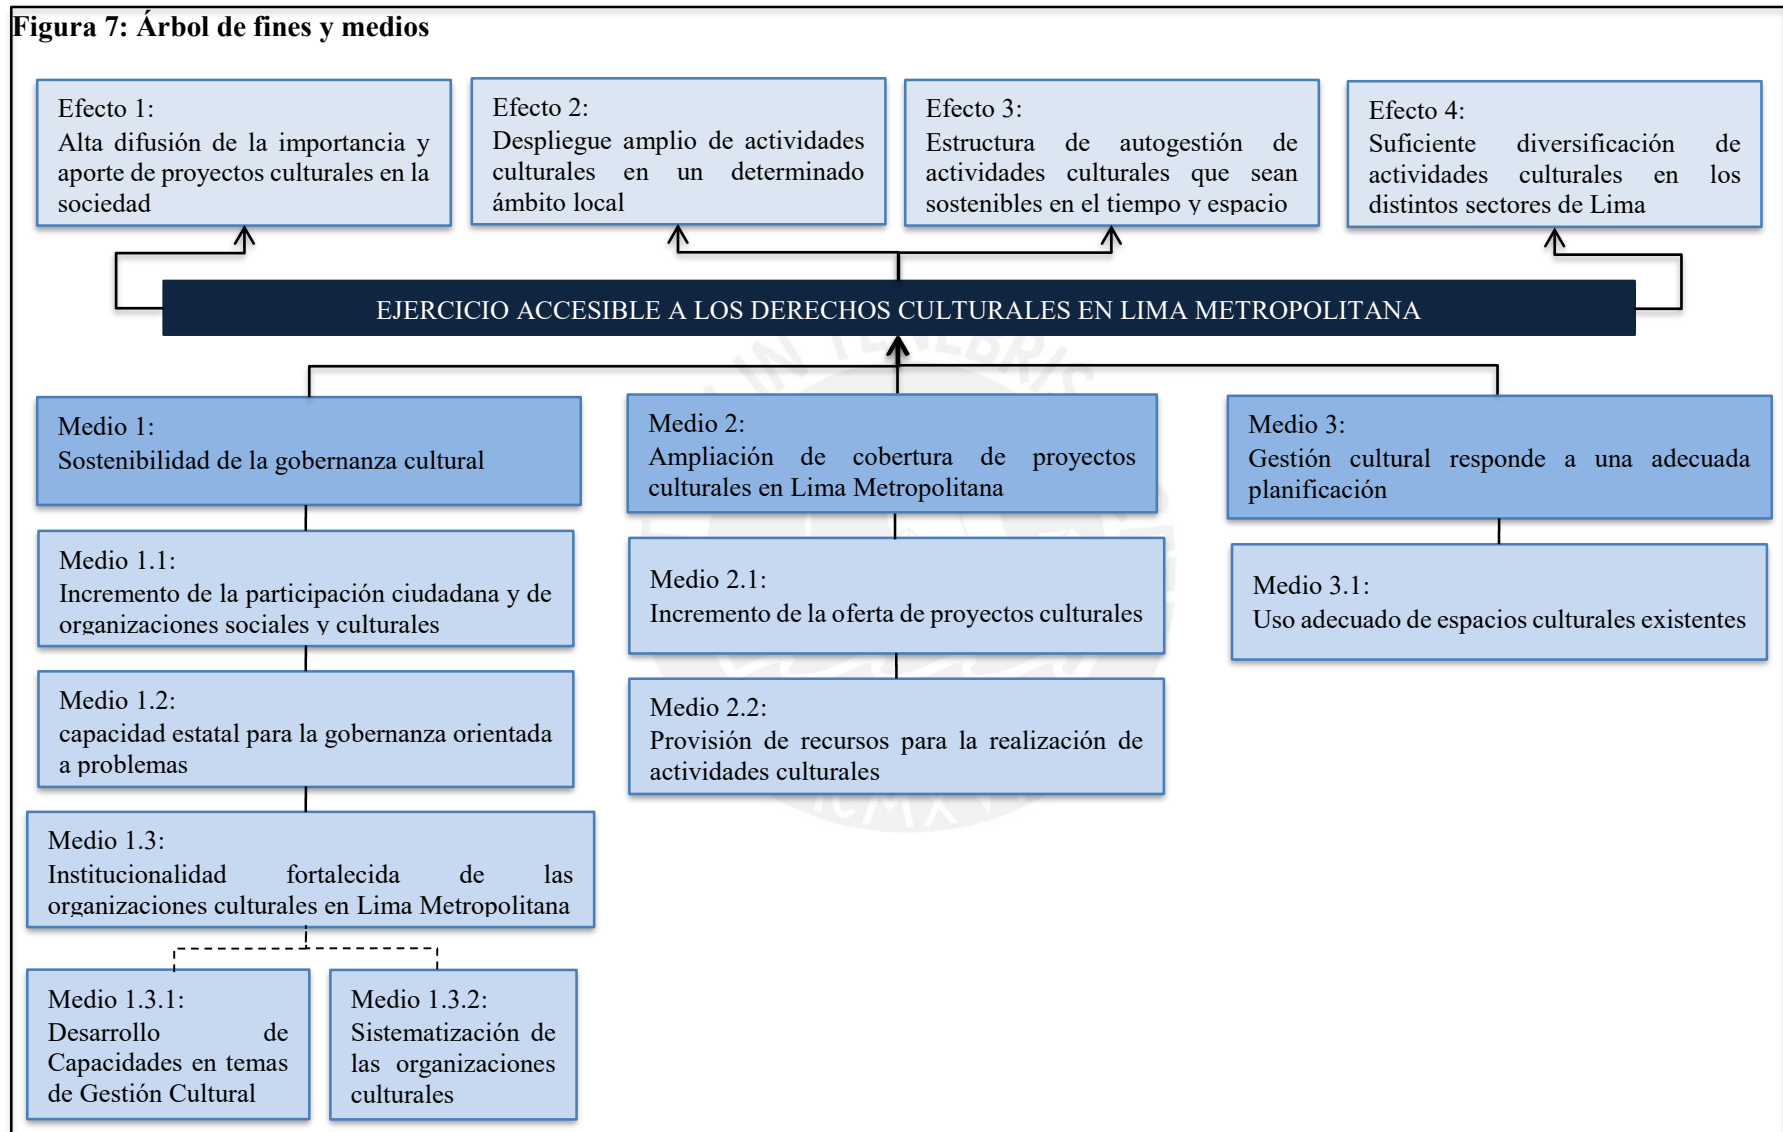 Figura 7: Árbol de fines y medios
Efecto 1:
Alta difusión de la importancia y
aporte de proyectos culturales en la
sociedad
Efecto 2:
Despliegue amplio de actividades
culturales en un determinado
ámbito local
Efecto 3:
Estructura de autogestión de
actividades culturales que sean
sostenibles en el tiempo y espacio
Efecto 4:
Suficiente diversificación de
actividades culturales en los
distintos sectores de Lima
EJERCICIO ACCESIBLE A LOS DERECHOS CULTURALES EN LIMA METROPOLITANA
IN TENEBRIS
Medio 1:
Sostenibilidad de la gobernanza cultural
Medio 2:
Ampliación de cobertura de proyectos
culturales en Lima Metropolitana
Medio 3:
Gestión cultural responde a una adecuada
planificación
Medio 1.1:
Incremento de la participación ciudadana y de
organizaciones sociales y culturales
Medio 2.1:
Incremento de la oferta de proyectos culturales
Medio 3.1:
Uso adecuado de espacios culturales existentes
Medio 1.2:
capacidad estatal para la gobernanza orientada
a problemas
Medio 2.2:
Provisión de recursos para la realización de
actividades culturales
Medio 1.3:
Institucionalidad fortalecida de las
organizaciones culturales en Lima Metropolitana
Medio 1.3.1:
Desarrollo de
Capacidades en temas
de Gestión Cultural
Medio 1.3.2:
Sistematización de
las organizaciones
culturales